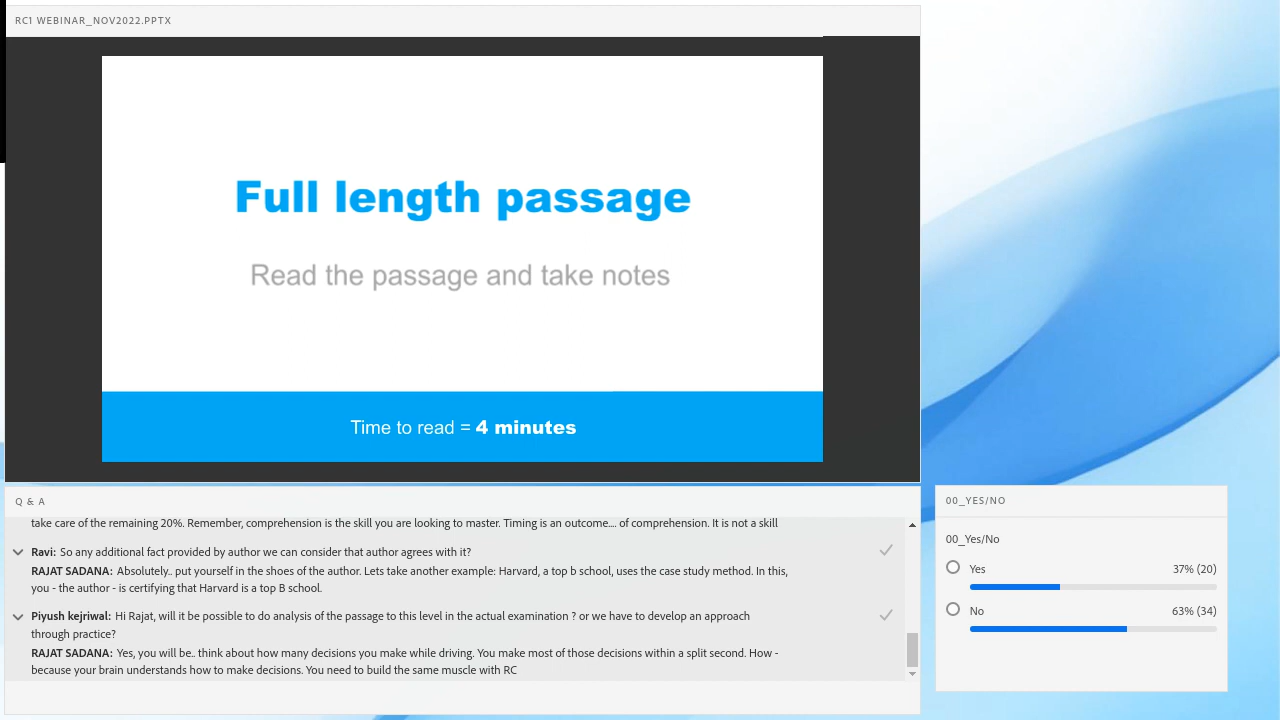 RC1 WEBINAR_NOV2022.PPTX
Full length passage
Read the passage and take notes
Time to read = 4 minutes
Q & A
take care of the remaining 20%. Remember, comprehension is the skill you are looking to master. Timing is an outcome.... of comprehension. It is not a skill
Ravi: So any additional fact provided by author we can consider that author agrees with it?
RAJAT SADANA: Absolutely.. put yourself in the shoes of the author. Lets take another example: Harvard, a top b school, uses the case study method. In this,
you - the author - is certifying that Harvard is a top B school.
Piyush kejriwal: Hi Rajat, will it be possible to do analysis of the passage to this level in the actual examination ? or we have to develop an approach
through practice?
RAJAT SADANA: Yes, you will be.. think about how many decisions you make while driving. You make most of those decisions within a split second. How -
because your brain understands how to make decisions. You need to build the same muscle with RC
00_YES/NO
00_Yes/No
Yes 37% (20)
No 63% (34)